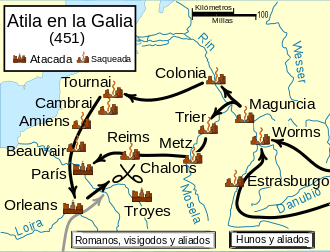 Atila en la Galia
(451)
Atacada
Saqueada
Kilómetros
100
Millas
Rin
Wesser
Colonia
Tournai
Cambrai
Amiens
Maguncia
Trier
Worms
Beauvais
Reims
Metz
París
Chalons
Estrasburgo
Orleans
Troyes
Mosela
Danubio
Loira
Romanos, visigodos y aliados
Hunos y aliados